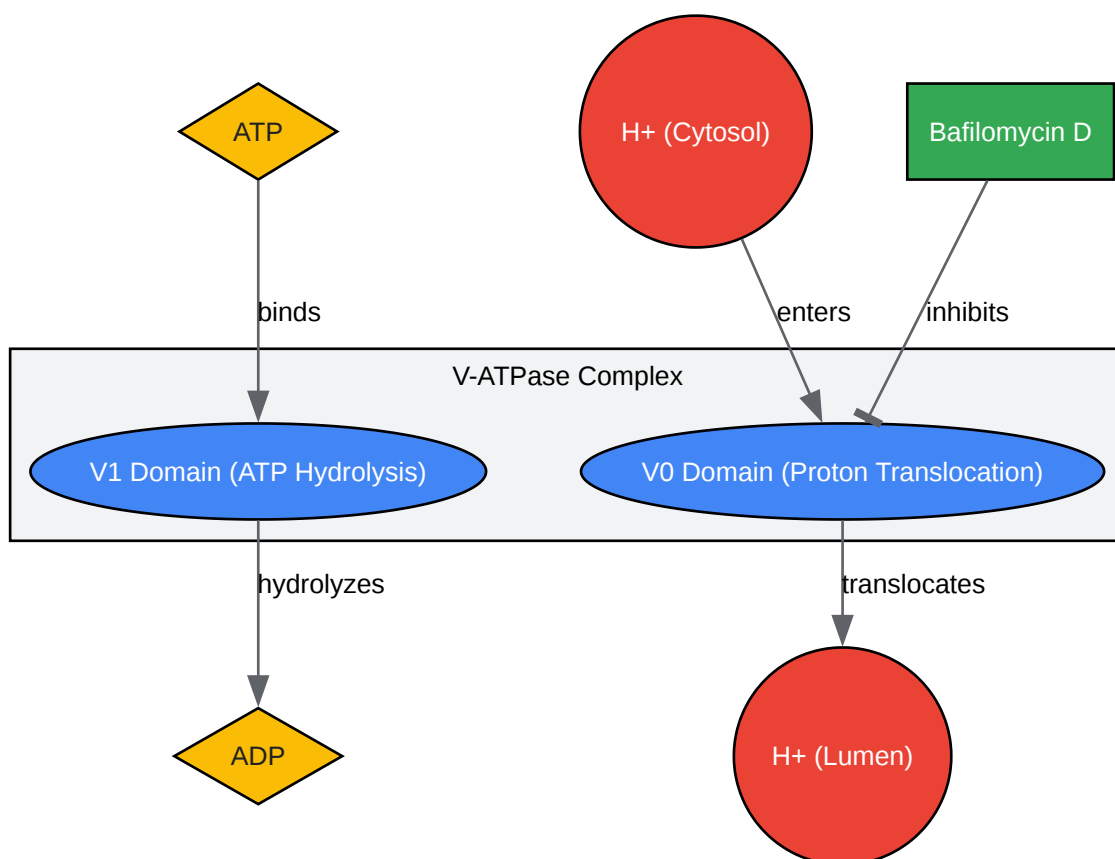 ATP
H+ (Cytosol)
Bafilomycin D
binds
enters
inhibits
V-ATPase Complex
V1 Domain (ATP Hydrolysis)
V0 Domain (Proton Translocation)
hydrolyzes
translocates
ADP
H+ (Lumen)